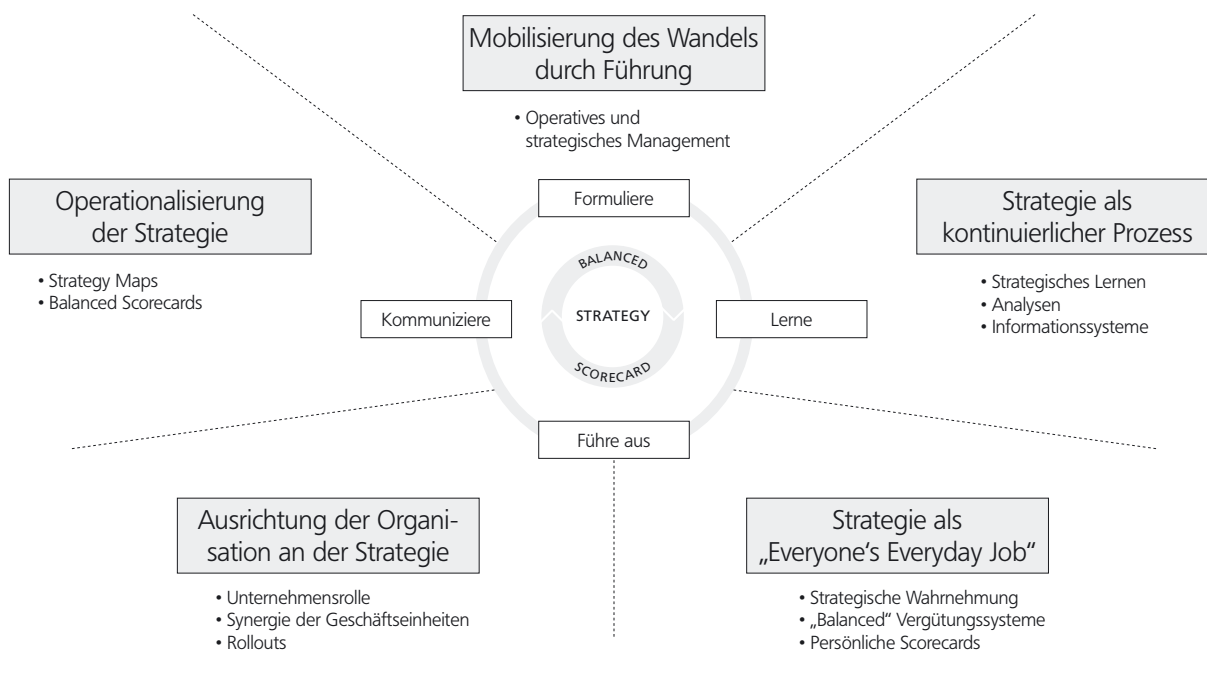 Mobilisierung des Wandels
durch Führung
• Operatives und
strategisches Management
Operationalisierung
der Strategie
• Strategy Maps
• Balanced Scorecards
Strategie als
kontinuierlicher Prozess
• Strategisches Lernen
• Analysen
• Informationssysteme
Formuliere
BALANCED
Kommuniziere
STRATEGY
Lerne
SCORECARD
Führe aus
Ausrichtung der Organi-
sation an der Strategie
• Unternehmensrolle
• Synergie der Geschäftseinheiten
• Rollouts
Strategie als
„Everyone‘s Everyday Job“
• Strategische Wahrnehmung
• „Balanced“ Vergütungssysteme
• Persönliche Scorecards